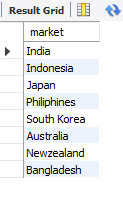 Result Grid
market
India
Indonesia
Japan
Philiphines
South Korea
Australia
Newzealand
Bangladesh